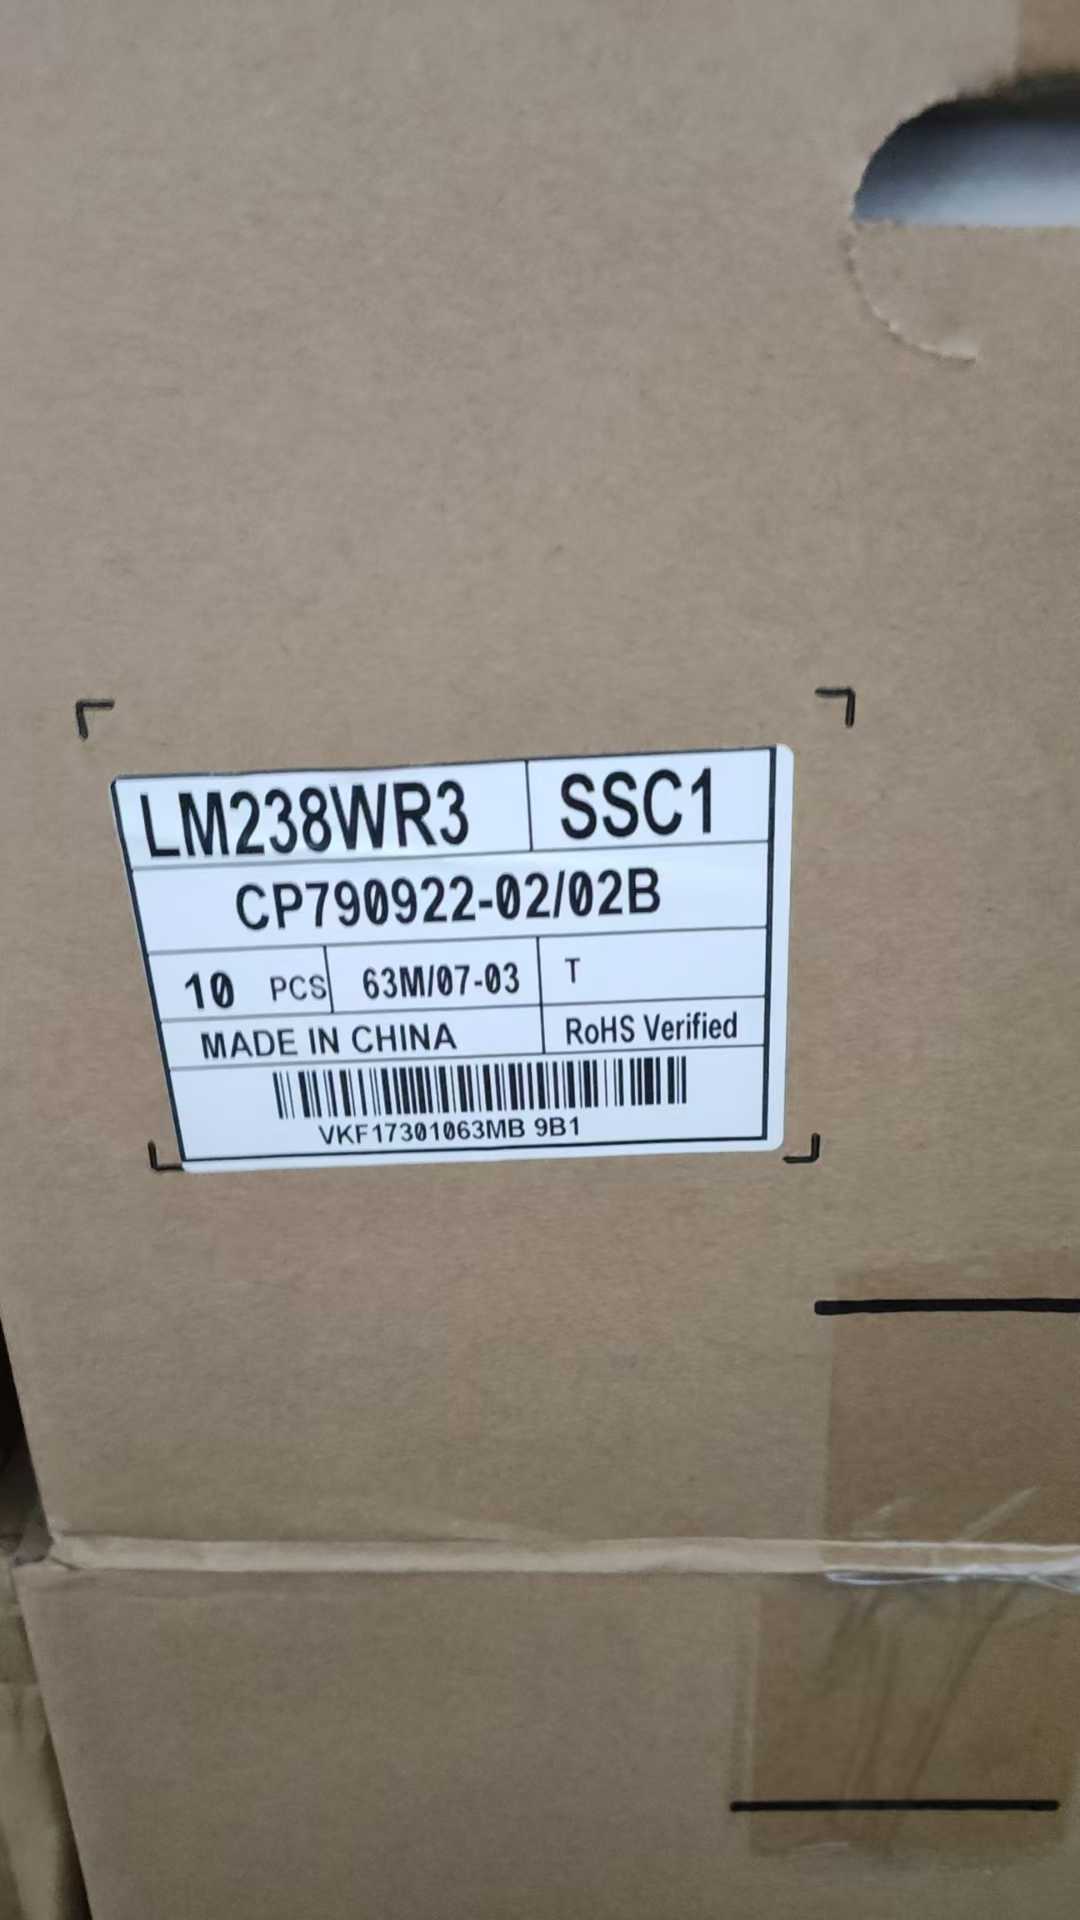 LM238WR3 SSC1
CP790922-02/02B
10 PCS 63M/07-03 T
MADE IN CHINA RoHS Verified
VKF17301063MB 9B1